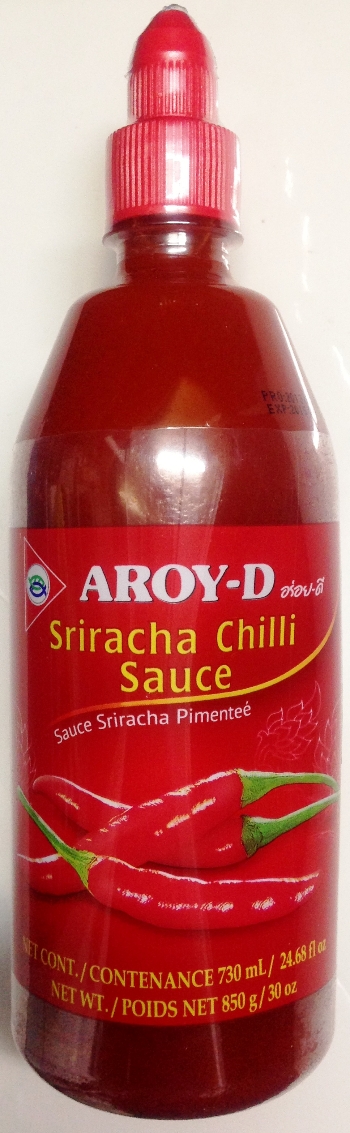 AROY-D อร่อย-ดี
Sriracha Chilli
Sauce
Sauce Sriracha Pimenteé
NET CONT./CONTENANCE 730 mL/ 24.68 fl oz
NET WT./POIDS NET 850 g/30 oz